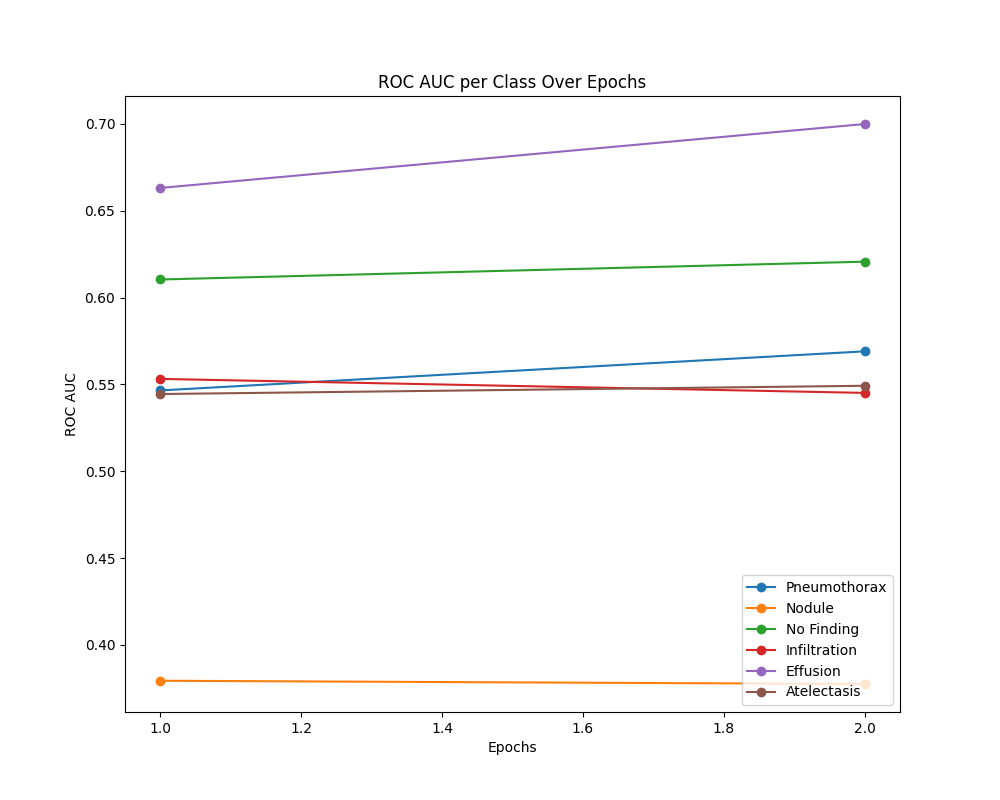 ROC AUC per Class Over Epochs
0.70
0.65
0.60
0.55
0.50
0.45
0.40
ROC AUC
Pneumothorax
Nodule
No Finding
Infiltration
Effusion
Atelectasis
1.0 1.2 1.4 1.6 1.8 2.0
Epochs